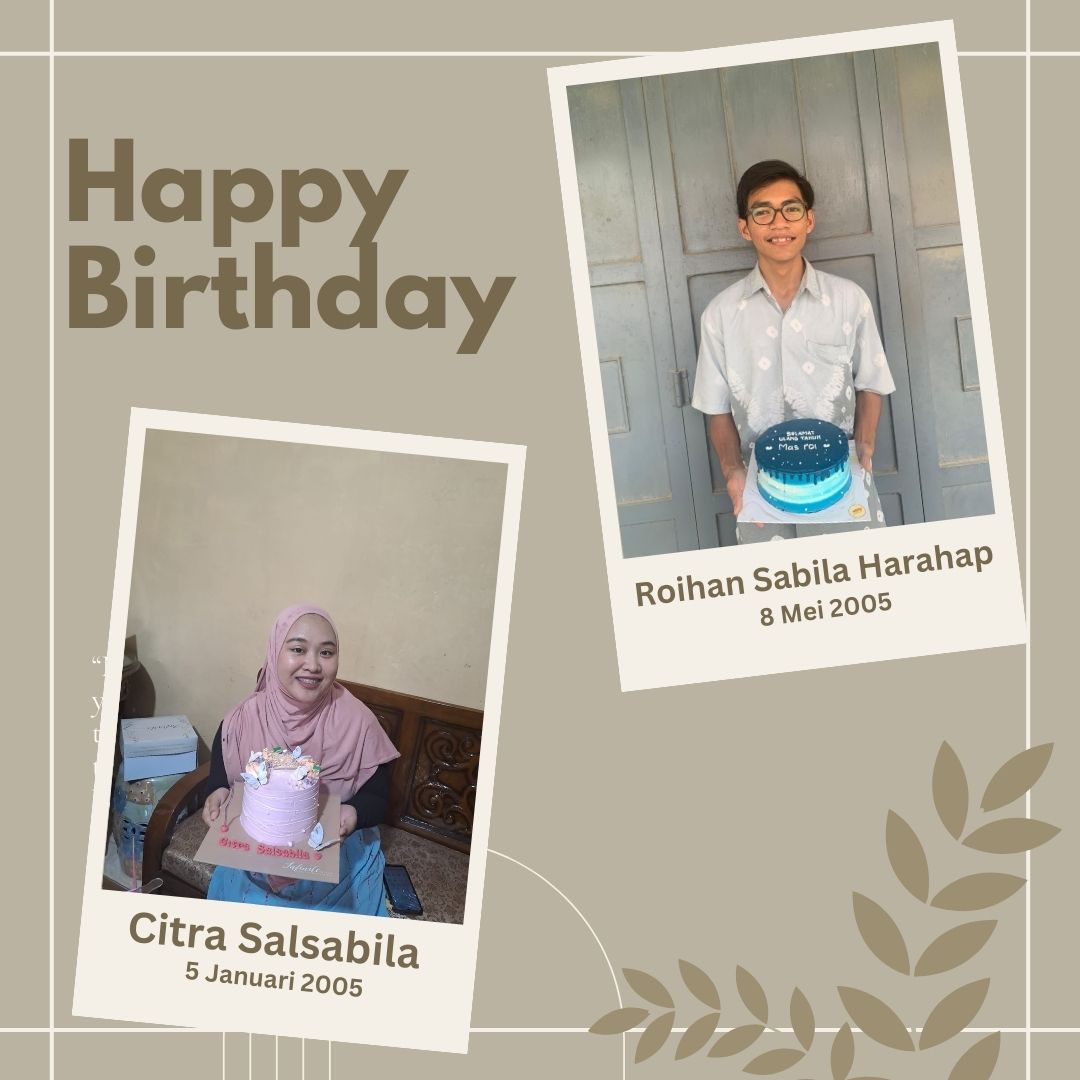 Happy
Birthday
SELAMAT
ULANG TAHUN
Mas roi
Roihan Sabila Harahap
8 Mei 2005
Citra Salsabila
Citra Salsabila
5 Januari 2005